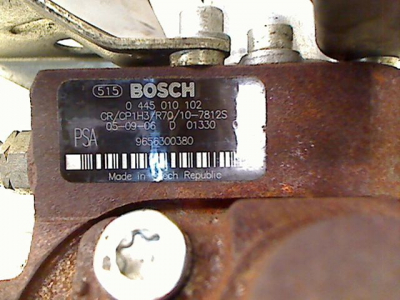 515 BOSCH
0 445 010 102
CR/CP1H3/R70/10-7812S
05-09-06 D 01330
PSA 9656300380
Made in Czech Republic